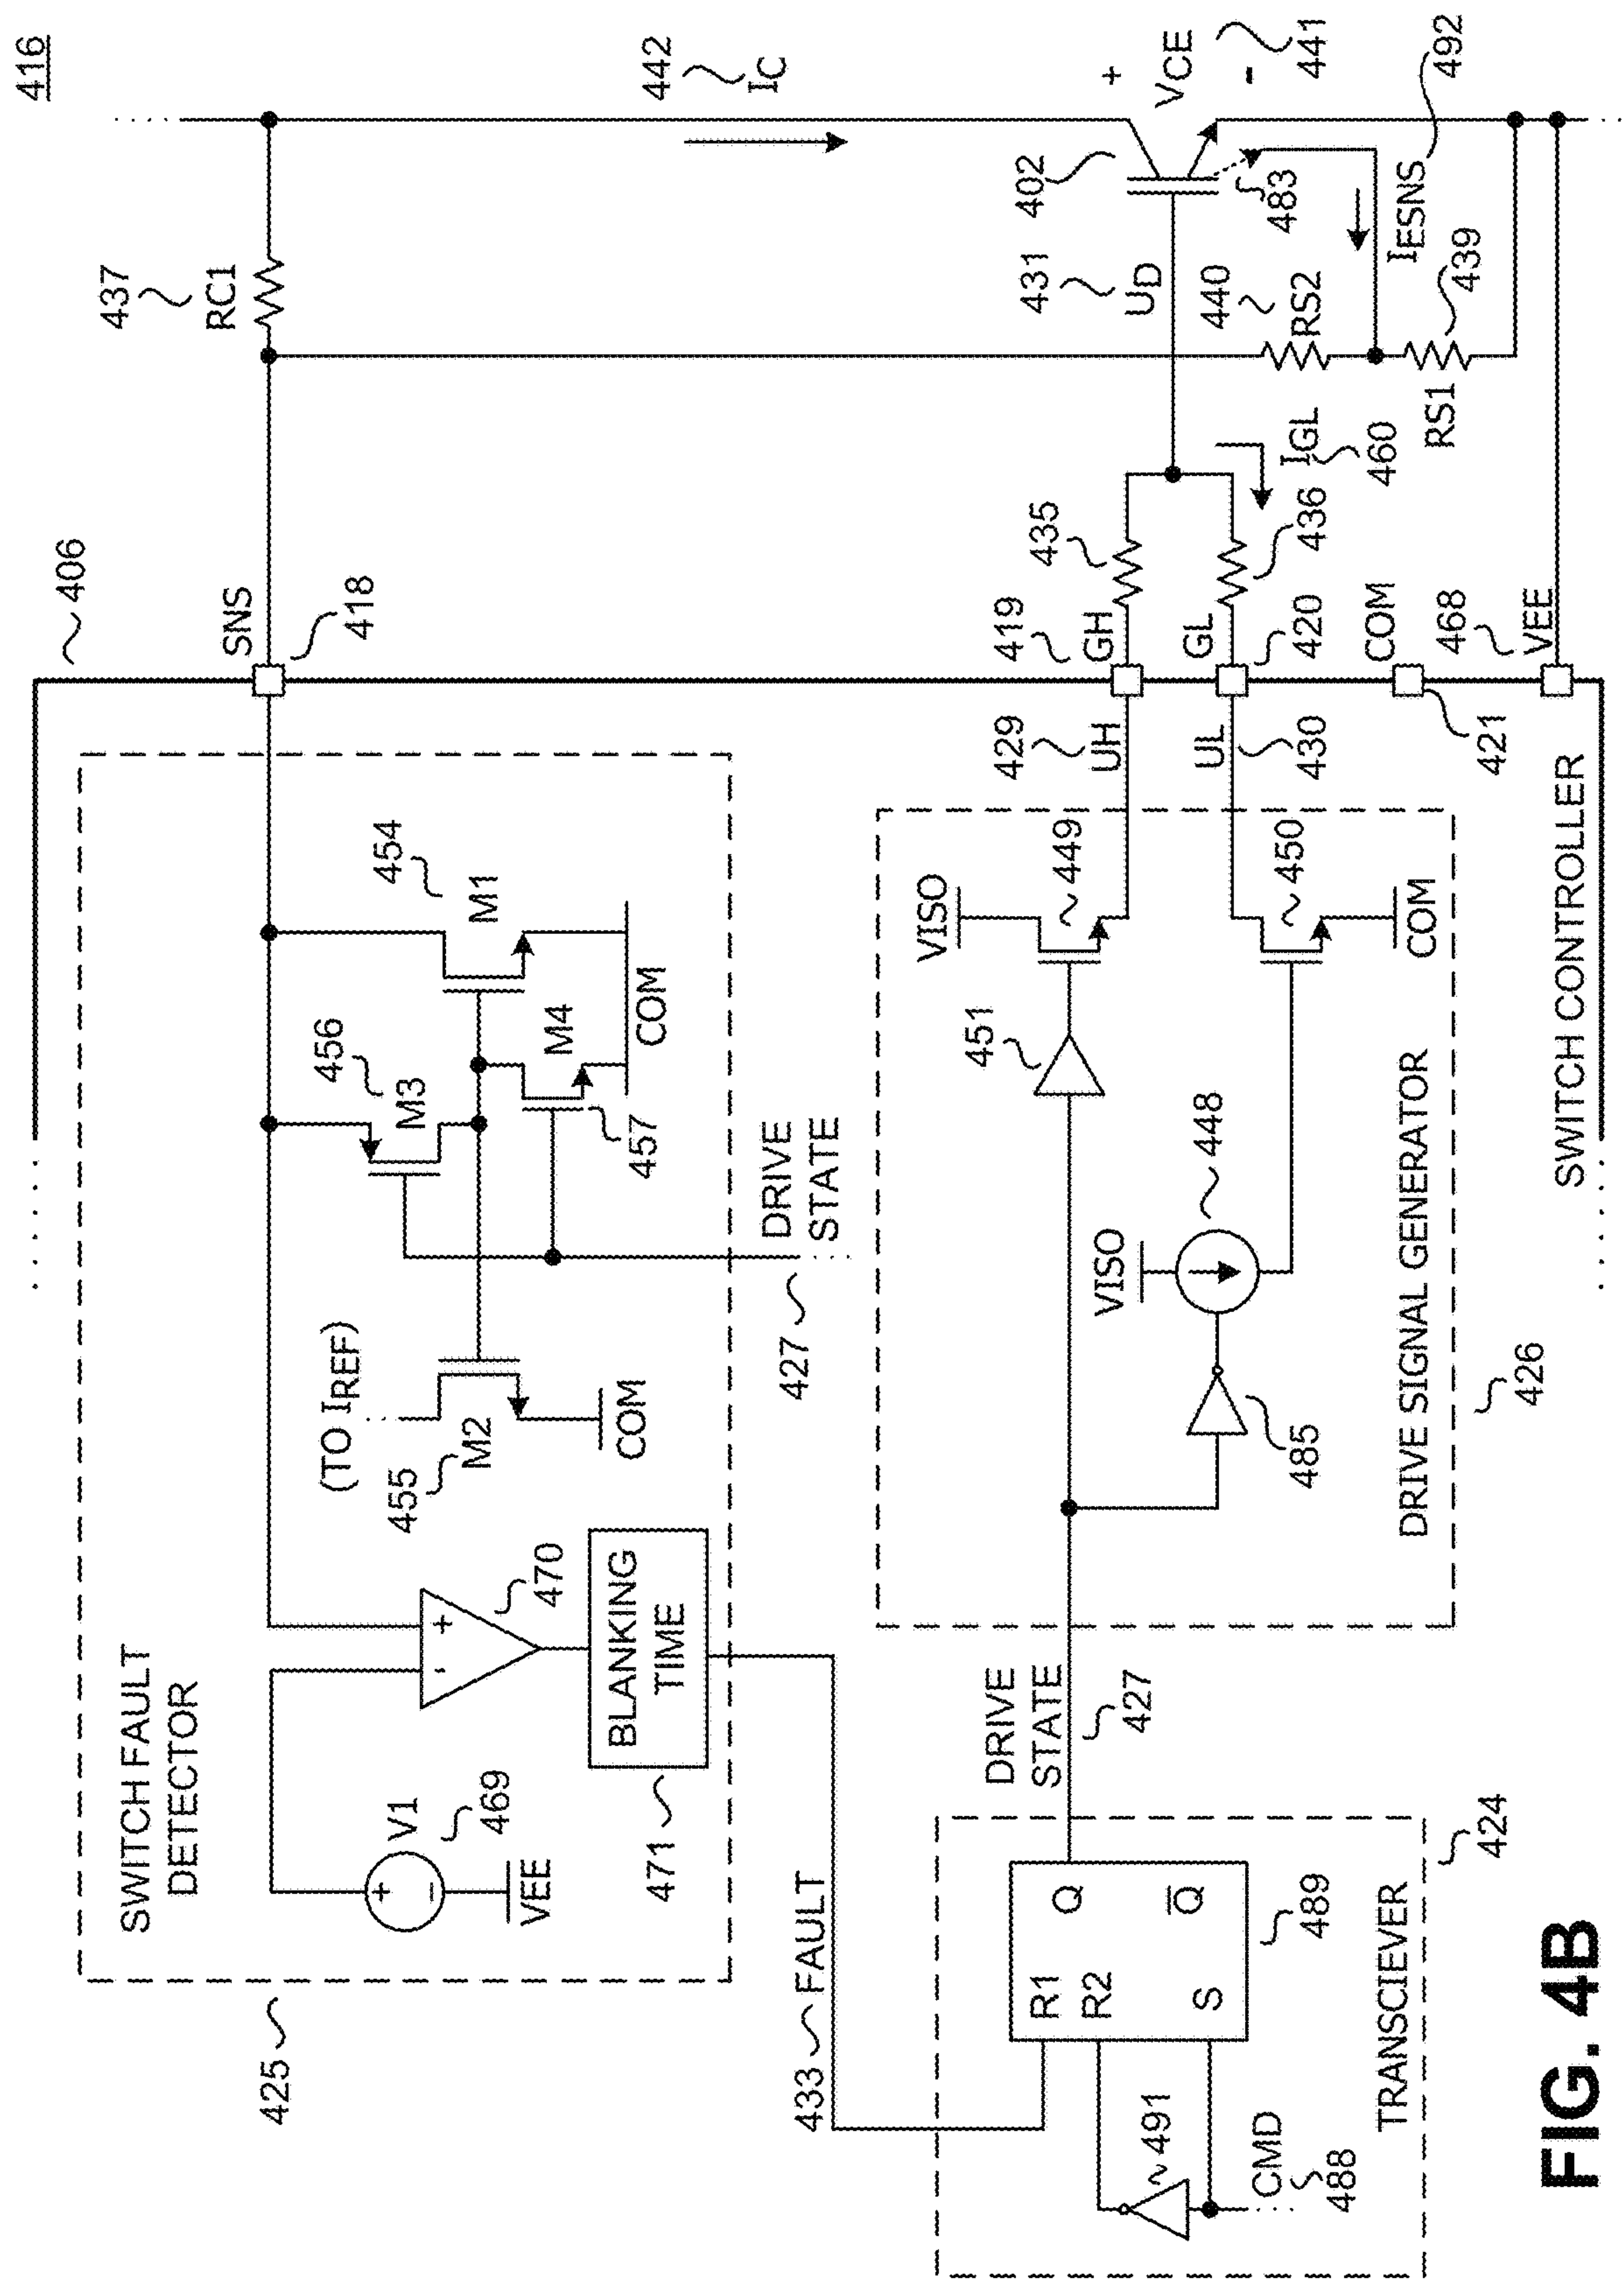 416
406
437
RC1
442
IC
SNS
418
SWITCH FAULT
DETECTOR
425
V1
469
VEE
-
+
470
BLANKING
TIME
471
(TO IREF)
455
M2
COM
456
M3
454
M1
M4
457
COM
DRIVE
STATE
427
433
FAULT
402
+
VCE
-
441
483
IESNS
492
431
UD
440
RS2
RS1
439
435
436
IGL
460
419
GH
GL
420
COM
421
468
VEE
429
UH
UL
430
VISO
449
450
COM
451
VISO
448
485
DRIVE SIGNAL GENERATOR
426
SWITCH CONTROLLER
DRIVE
STATE
427
R1
R2
S
Q
Q
489
491
CMD
488
TRANSCIEVER
424
FIG. 4B